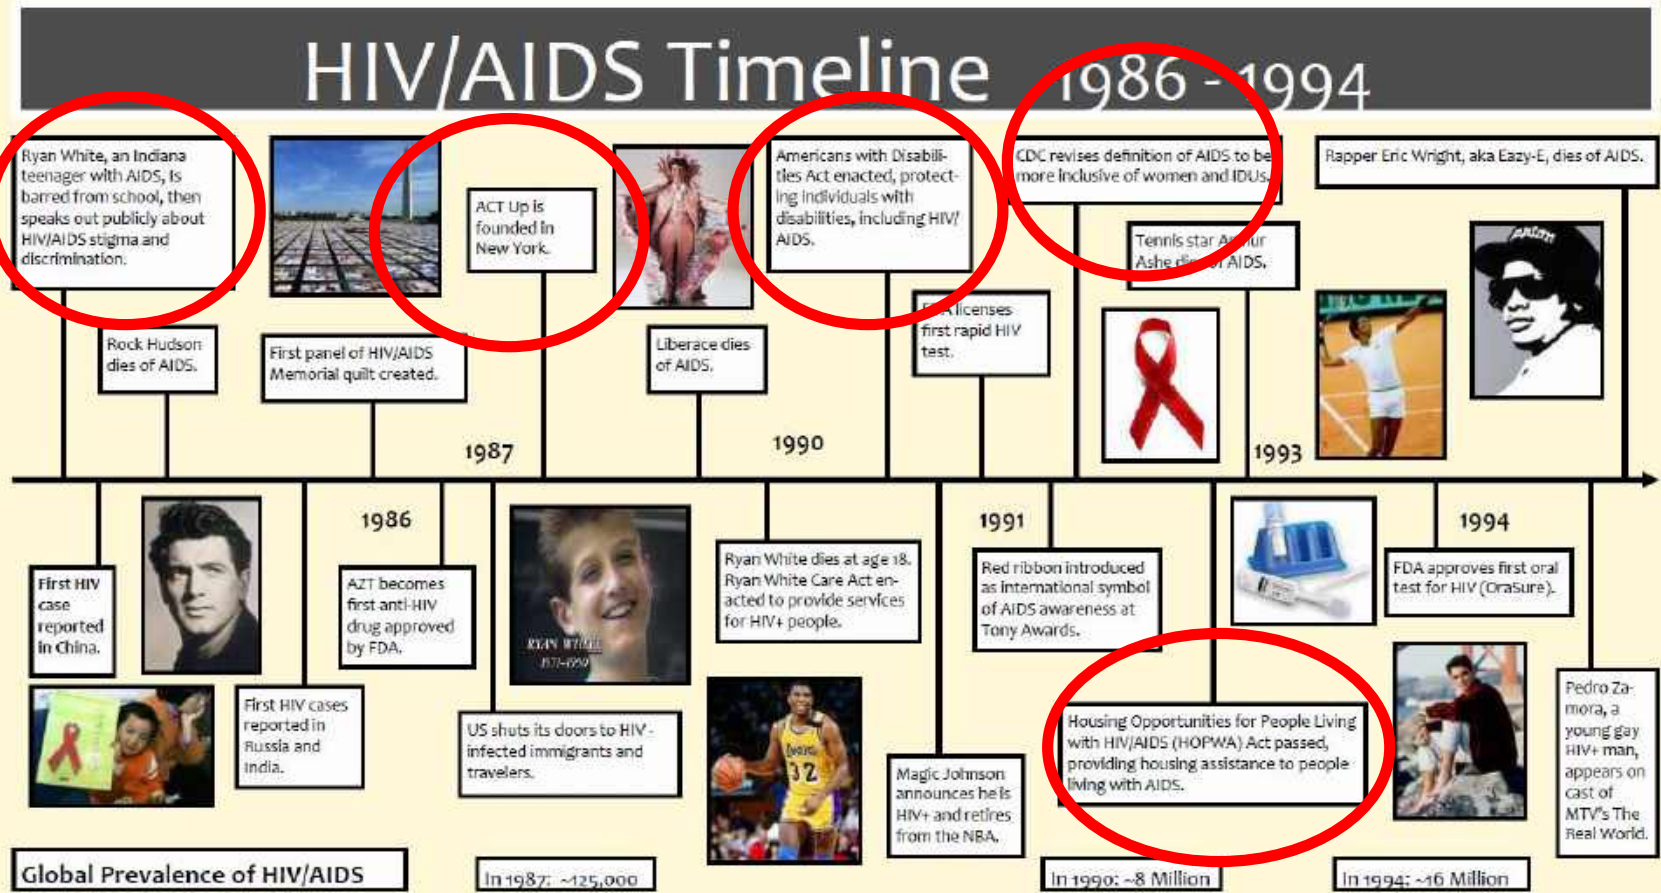 HIV/AIDS Timeline 1986 - 1994
Ryan White, an Indiana
teenager with AIDS, is
barred from school, then
speaks out publicly about
HIV/AIDS stigma and
discrimination.
ACT Up is
founded in
New York.
Americans with Disabili-
ties Act enacted, protect-
ing individuals with
disabilities, including HIV/
AIDS.
CDC revises definition of AIDS to be
more inclusive of women and IDUs.
Rapper Eric Wright, aka Eazy-E, dies of AIDS.
Tennis star Arthur
Ashe dies of AIDS.
Rock Hudson
dies of AIDS.
First panel of HIV/AIDS
Memorial quilt created.
Liberace dies
of AIDS.
FDA licenses
first rapid HIV
test.
1987
1990
1993
1986
1991
1994
First HIV
case
reported
in China.
AZT becomes
first anti-HIV
drug approved
by FDA.
RYAN WHITE
1971-1990
Ryan White dies at age 18.
Ryan White Care Act en-
acted to provide services
for HIV+ people.
Red ribbon introduced
as international symbol
of AIDS awareness at
Tony Awards.
FDA approves first oral
test for HIV (OraSure).
First HIV cases
reported in
Russia and
India.
US shuts its doors to HIV-
infected immigrants and
travelers.
32
Magic Johnson
announces he is
HIV+ and retires
from the NBA.
Housing Opportunities for People Living
with HIV/AIDS (HOPWA) Act passed,
providing housing assistance to people
living with AIDS.
Pedro Za-
mora, a
young gay
HIV+ man,
appears on
cast of
MTV's The
Real World.
Global Prevalence of HIV/AIDS
In 1987: ~125,000
In 1990: ~8 Million
In 1994: ~16 Million